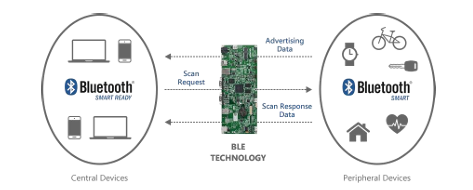 Advertising
Data
Scan
Request
Bluetooth®
SMART READY
Bluetooth®
SMART
Scan Response
Data
BLE
TECHNOLOGY
Central Devices
Peripheral Devices